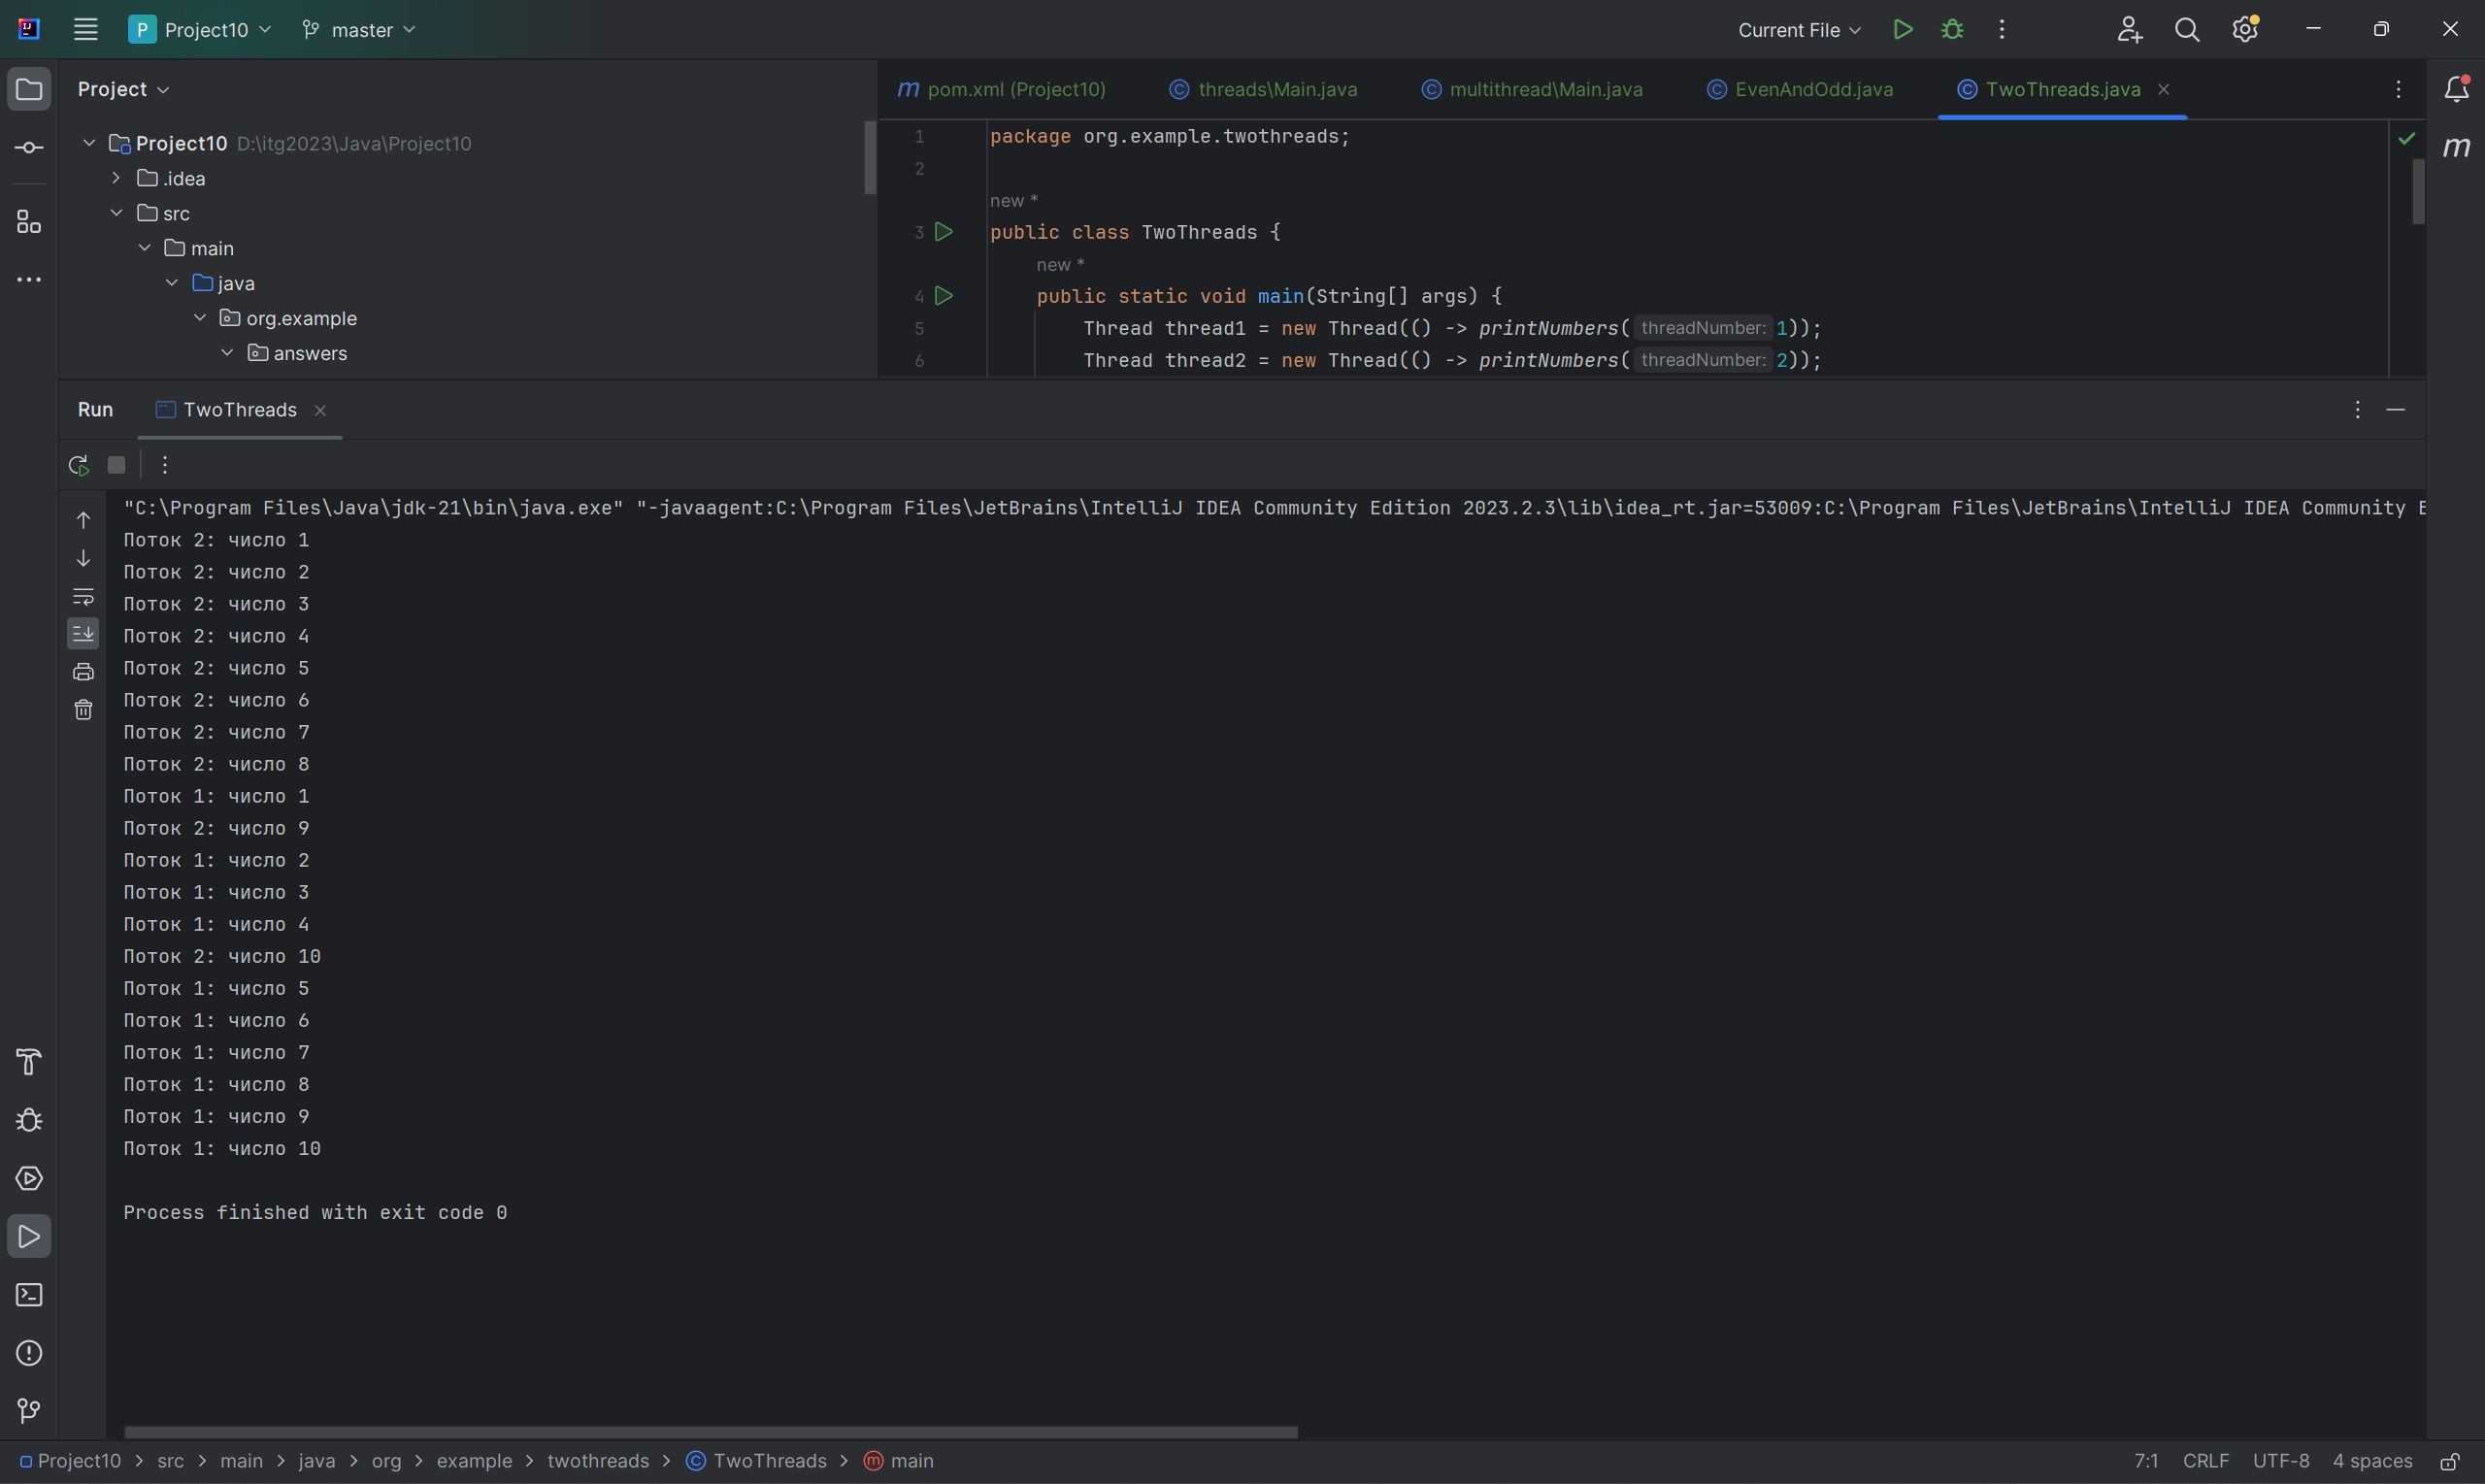 P Project10 master Current File
Project
Project10 D:\itg2023\Java\Project10
.idea
src
main
java
org.example
answers
m pom.xml (Project10) threads\Main.java multithread\Main.java EvenAndOdd.java TwoThreads.java
1 package org.example.twothreads;
2
new *
3 public class TwoThreads {
new *
4 public static void main(String[] args) {
5 Thread thread1 = new Thread(() -> printNumbers( threadNumber: 1));
6 Thread thread2 = new Thread(() -> printNumbers( threadNumber: 2));
m
Run TwoThreads
"C:\Program Files\Java\jdk-21\bin\java.exe" "-javaagent:C:\Program Files\JetBrains\IntelliJ IDEA Community Edition 2023.2.3\lib\idea_rt.jar=53009:C:\Program Files\JetBrains\IntelliJ IDEA Community E
Поток 2: число 1
Поток 2: число 2
Поток 2: число 3
Поток 2: число 4
Поток 2: число 5
Поток 2: число 6
Поток 2: число 7
Поток 2: число 8
Поток 1: число 1
Поток 2: число 9
Поток 1: число 2
Поток 1: число 3
Поток 1: число 4
Поток 2: число 10
Поток 1: число 5
Поток 1: число 6
Поток 1: число 7
Поток 1: число 8
Поток 1: число 9
Поток 1: число 10
Process finished with exit code 0
Project10 > src > main > java > org > example > twothreads > TwoThreads > main 7:1 CRLF UTF-8 4 spaces